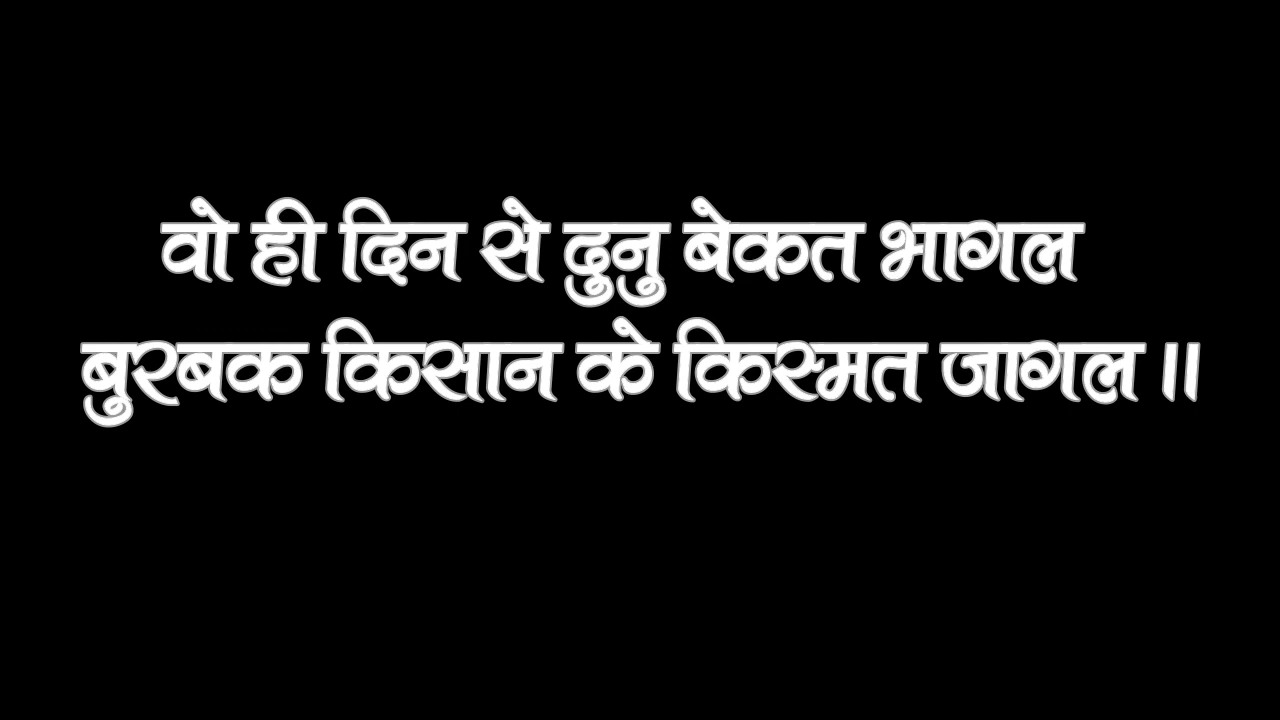 वो ही दिन से दुनु बेकत भागल
बुरबक किसान के किस्मत जागल ॥